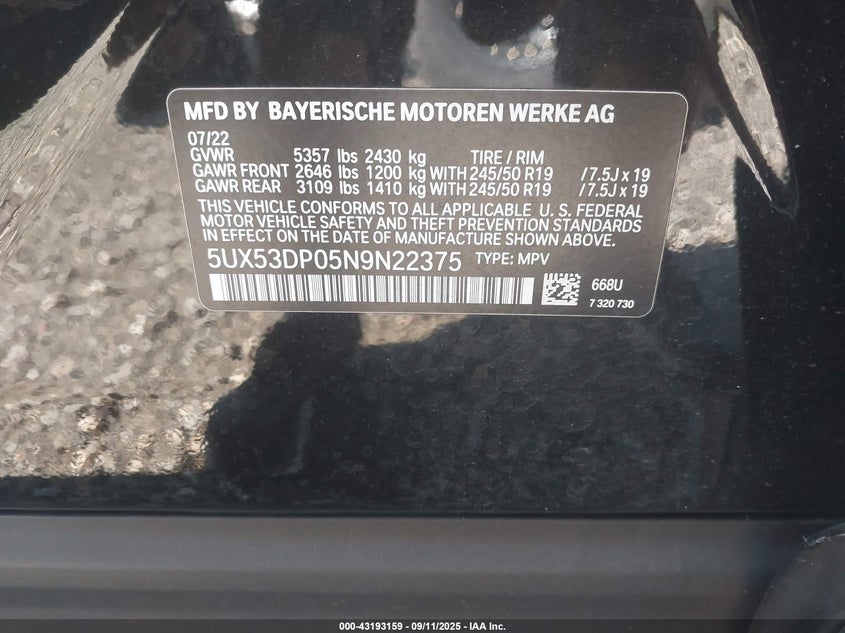 MFD BY BAYERISCHE MOTOREN WERKE AG
07/22
GVWR 5357 lbs 2430 kg TIRE / RIM
GAWR FRONT 2646 lbs 1200 kg WITH 245/50 R19 / 7.5J x 19
GAWR REAR 3109 lbs 1410 kg WITH 245/50 R19 / 7.5J x 19
THIS VEHICLE CONFORMS TO ALL APPLICABLE U. S. FEDERAL
MOTOR VEHICLE SAFETY AND THEFT PREVENTION STANDARDS
IN EFFECT ON THE DATE OF MANUFACTURE SHOWN ABOVE.
5UX53DP05N9N22375 TYPE: MPV
668U
7 320 730
000-43193159 - 09/11/2025 - IAA Inc.